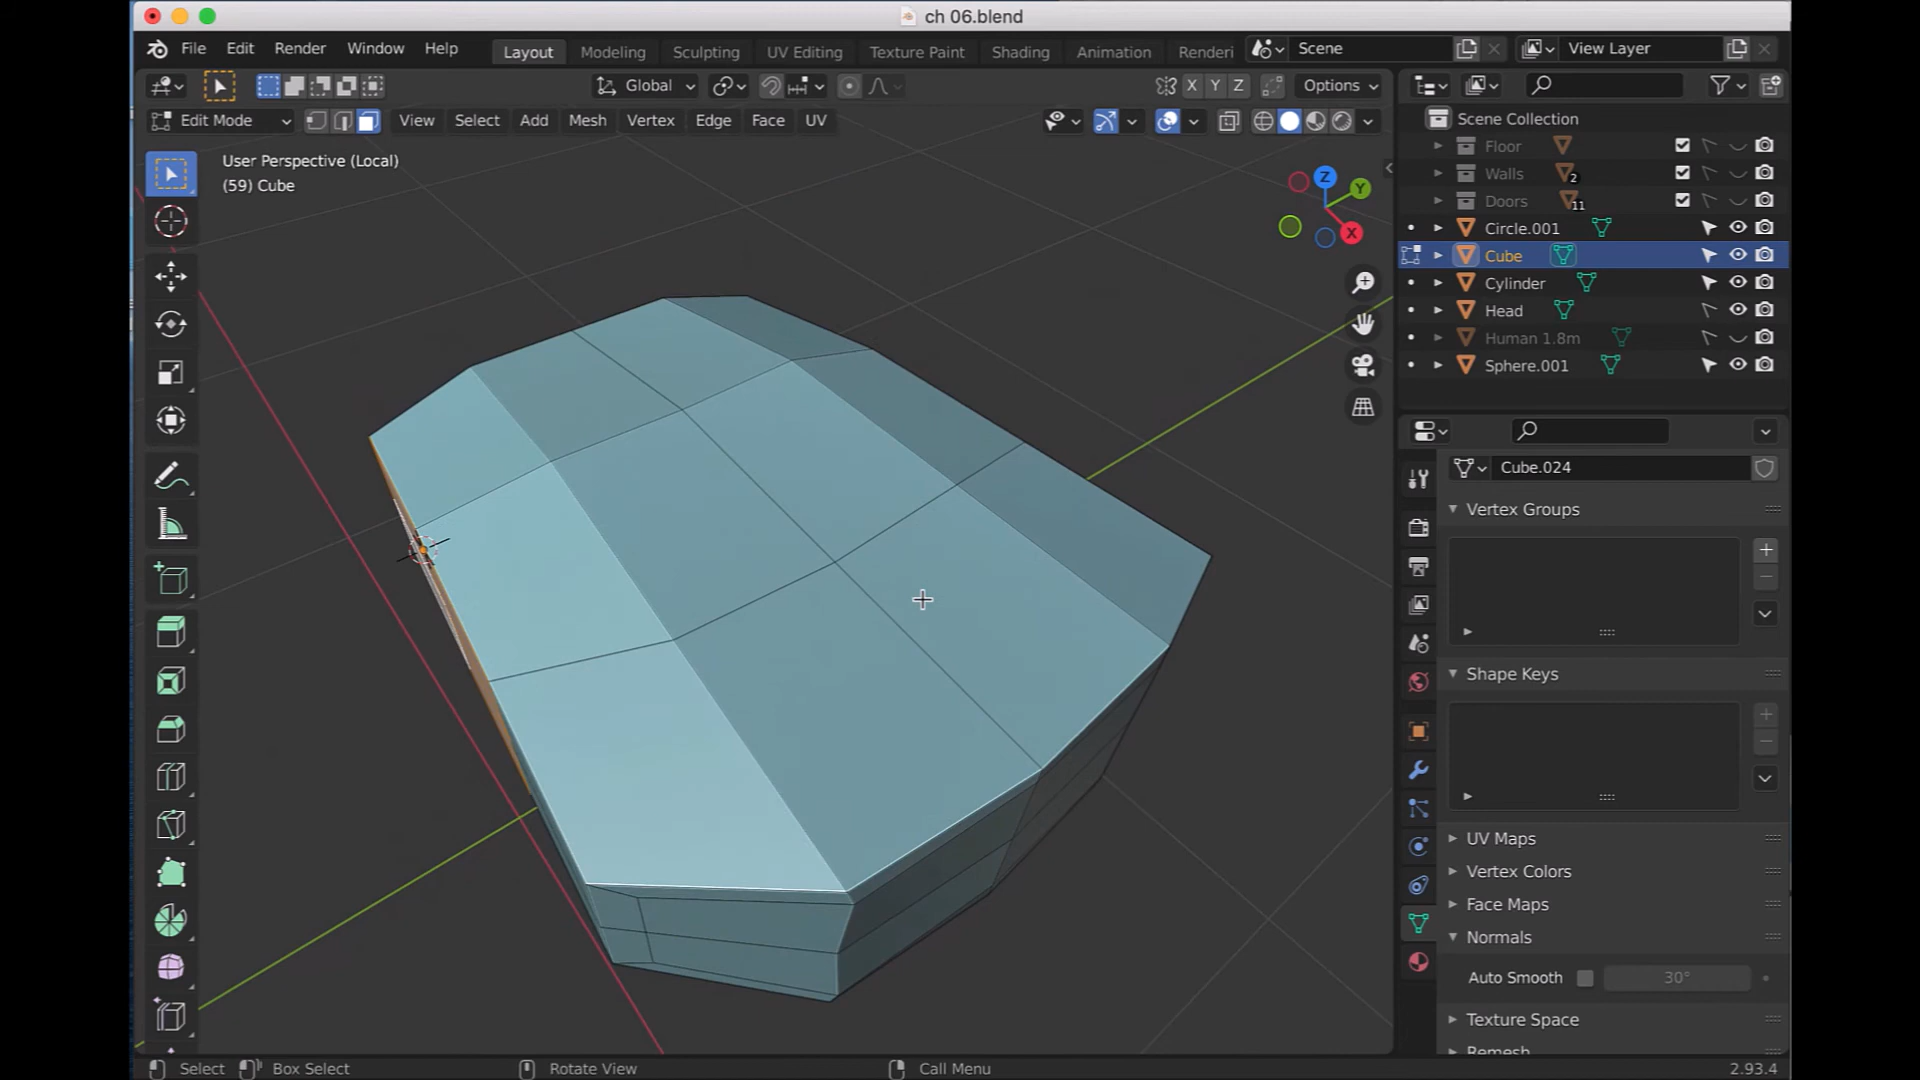 ch 06.blend
File Edit Render Window Help Layout Modeling Sculpting UV Editing Texture Paint Shading Animation Renderi Scene View Layer
Global X Y Z Options
Edit Mode View Select Add Mesh Vertex Edge Face UV
User Perspective (Local)
(59) Cube
Z
Y
X
Scene Collection
Floor
Walls 2
Doors 11
Circle.001
Cube
Cylinder
Head
Human 1.8m
Sphere.001
Cube.024
Vertex Groups
Shape Keys
UV Maps
Vertex Colors
Face Maps
Normals
Auto Smooth 30°
Texture Space
Remesh
Select Box Select Rotate View Call Menu 2.93.4